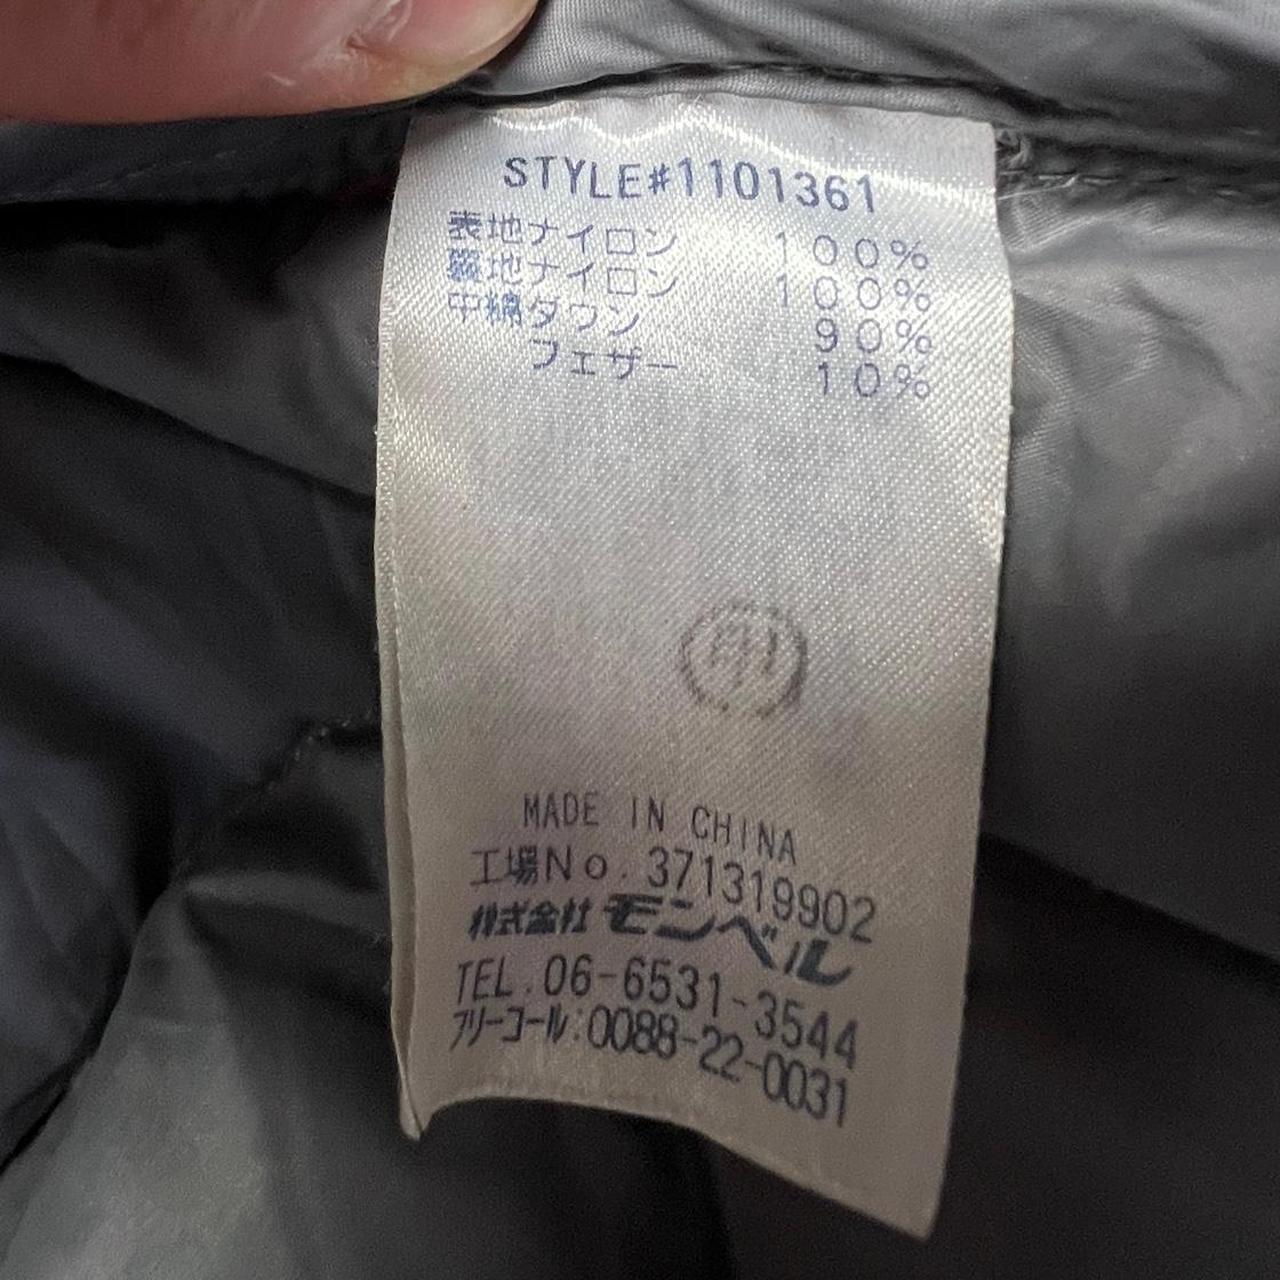 STYLE#1101361
表地ナイロン 100%
裏地ナイロン 100%
中綿ダウン 90%
フェザー 10%
MADE IN CHINA
工場No. 371319902
株式会社 モンベル
TEL. 06-6531-3544
フリーコール:0088-22-0031